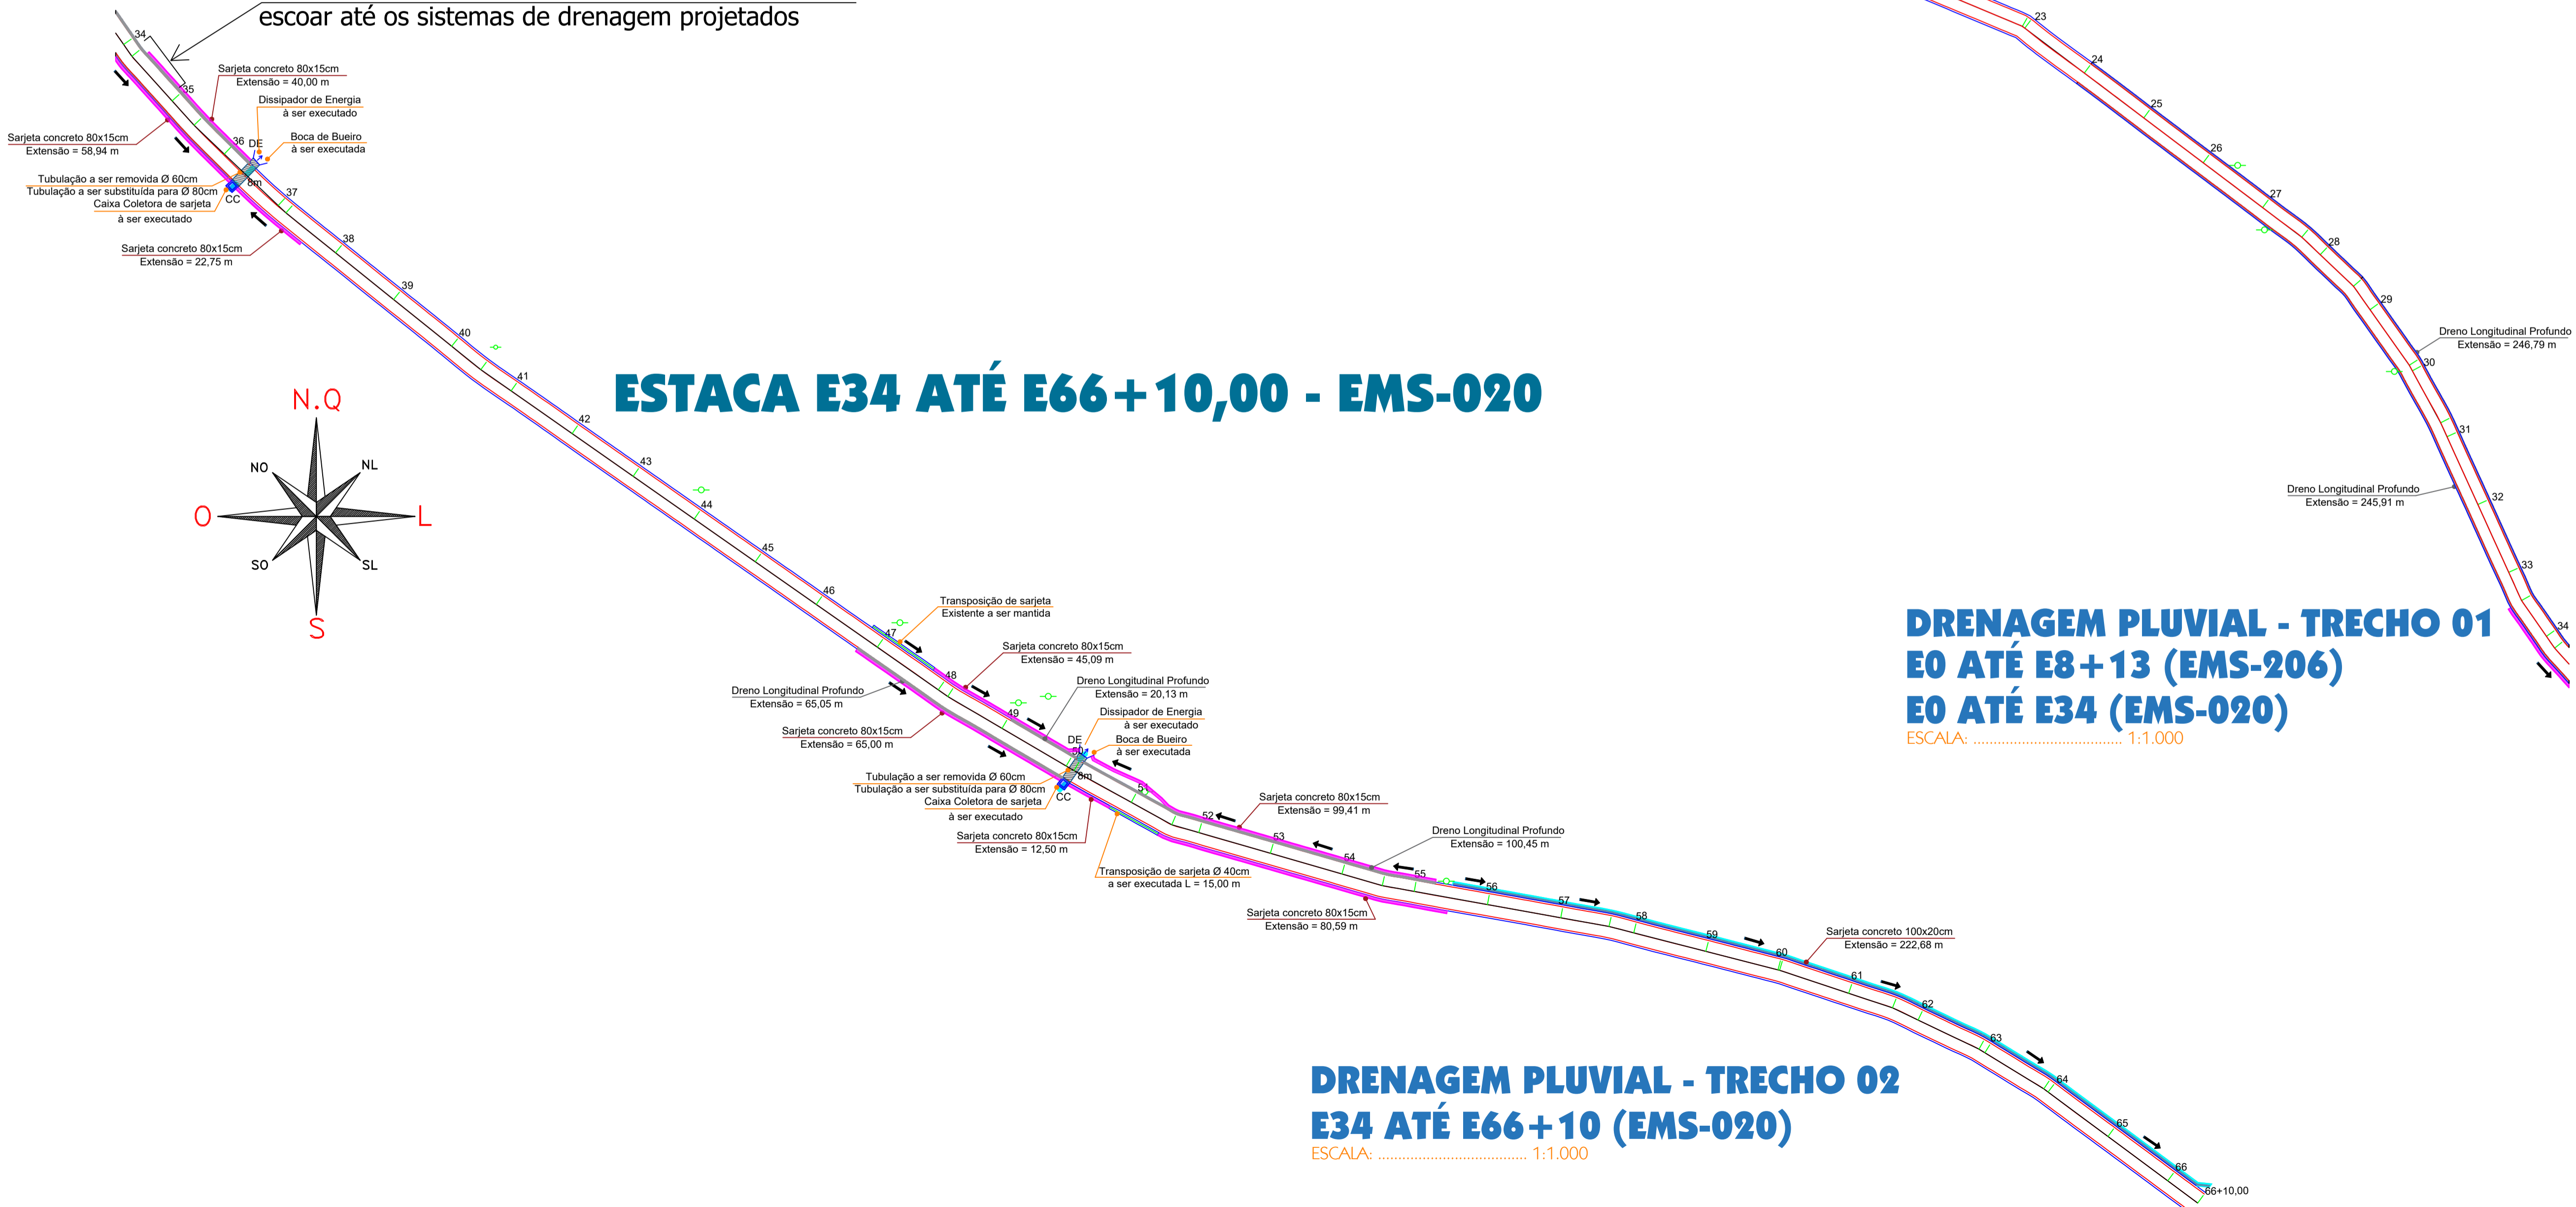 escoar até os sistemas de drenagem projetados
34
35
36
37
38
39
40
41
42
43
44
45
46
47
48
49
50
51
52
53
54
55
56
57
58
59
60
61
62
63
64
65
66
66+10,00
Sarjeta concreto 80x15cm
Extensão = 40,00 m
Dissipador de Energia
à ser executado
Boca de Bueiro
à ser executada
DE
8m
CC
Sarjeta concreto 80x15cm
Extensão = 58,94 m
Tubulação a ser removida Ø 60cm
Tubulação a ser substituída para Ø 80cm
Caixa Coletora de sarjeta
à ser executado
Sarjeta concreto 80x15cm
Extensão = 22,75 m
N.Q
NO
NL
O
L
SO
SL
S
ESTACA E34 ATÉ E66+10,00 - EMS-020
Transposição de sarjeta
Existente a ser mantida
Sarjeta concreto 80x15cm
Extensão = 45,09 m
Dreno Longitudinal Profundo
Extensão = 20,13 m
Dreno Longitudinal Profundo
Extensão = 65,05 m
Dissipador de Energia
à ser executado
Sarjeta concreto 80x15cm
Extensão = 65,00 m
DE
Boca de Bueiro
à ser executada
8m
CC
Tubulação a ser removida Ø 60cm
Tubulação a ser substituída para Ø 80cm
Caixa Coletora de sarjeta
à ser executado
Sarjeta concreto 80x15cm
Extensão = 12,50 m
Transposição de sarjeta Ø 40cm
a ser executada L = 15,00 m
Sarjeta concreto 80x15cm
Extensão = 99,41 m
Dreno Longitudinal Profundo
Extensão = 100,45 m
Sarjeta concreto 80x15cm
Extensão = 80,59 m
Sarjeta concreto 100x20cm
Extensão = 222,68 m
DRENAGEM PLUVIAL - TRECHO 02
E34 ATÉ E66+10 (EMS-020)
ESCALA: ..................................... 1:1.000
23
24
25
26
27
28
29
30
31
32
33
34
Dreno Longitudinal Profundo
Extensão = 246,79 m
Dreno Longitudinal Profundo
Extensão = 245,91 m
DRENAGEM PLUVIAL - TRECHO 01
E0 ATÉ E8+13 (EMS-206)
E0 ATÉ E34 (EMS-020)
ESCALA: ..................................... 1:1.000